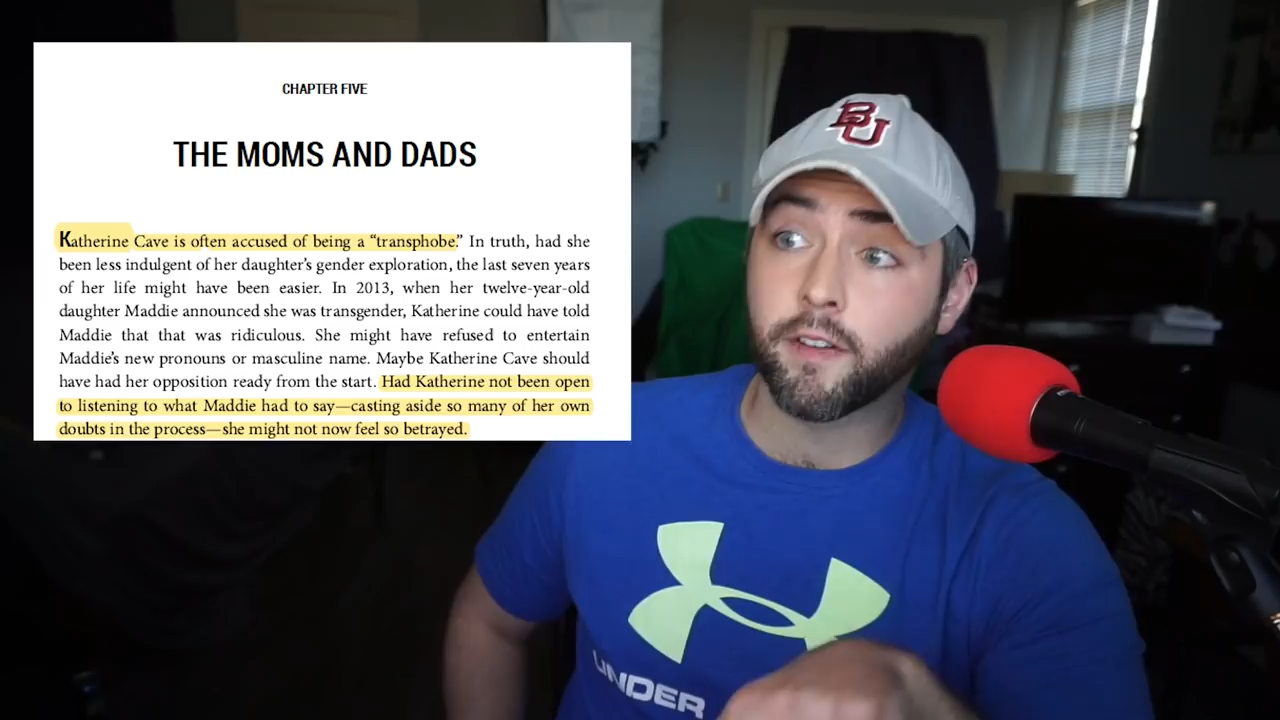 CHAPTER FIVE
THE MOMS AND DADS
Katherine Cave is often accused of being a “transphobe.” In truth, had she
been less indulgent of her daughter’s gender exploration, the last seven years
of her life might have been easier. In 2013, when her twelve-year-old
daughter Maddie announced she was transgender, Katherine could have told
Maddie that that was ridiculous. She might have refused to entertain
Maddie’s new pronouns or masculine name. Maybe Katherine Cave should
have had her opposition ready from the start. Had Katherine not been open
to listening to what Maddie had to say—casting aside so many of her own
doubts in the process—she might not now feel so betrayed.
BU
UNDER